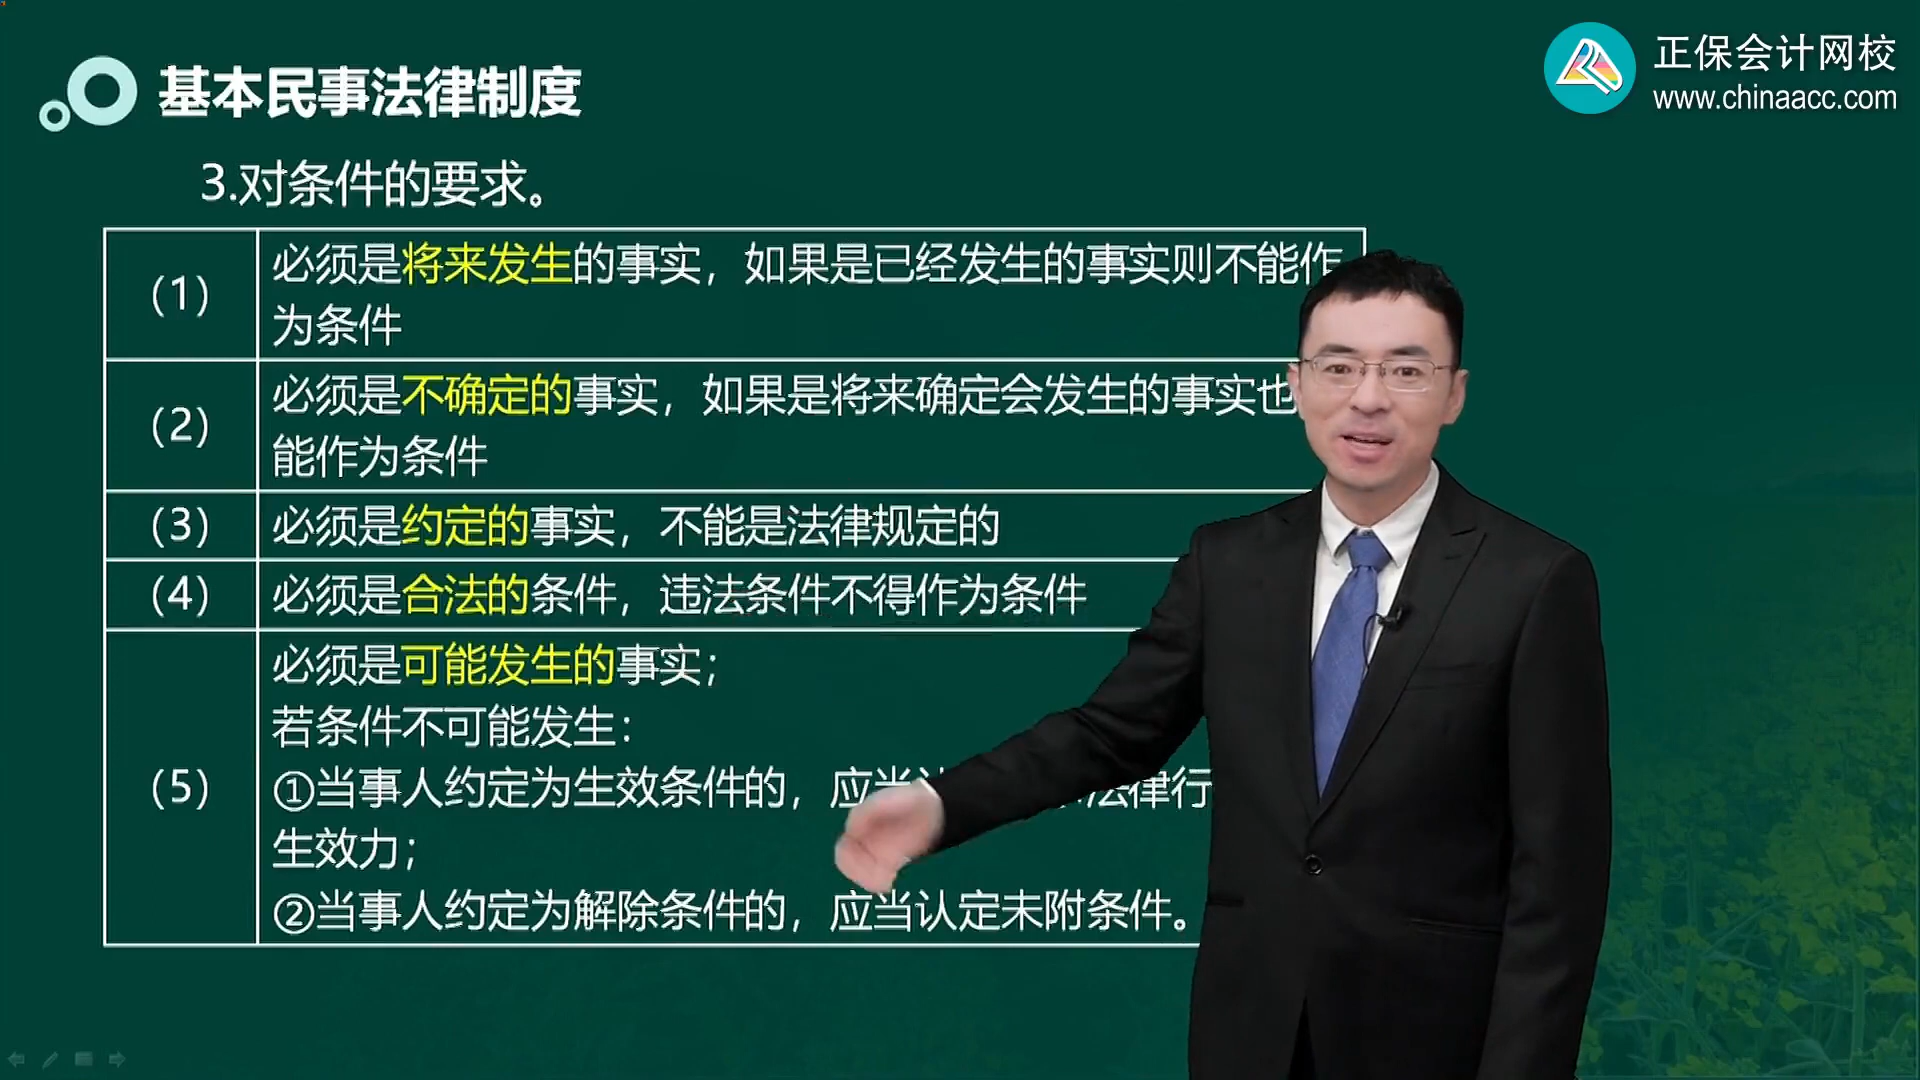 正保会计网校
www.chinaacc.com
基本民事法律制度
3.对条件的要求。
（1）
必须是将来发生的事实，如果是已经发生的事实则不能作
为条件
（2）
必须是不确定的事实，如果是将来确定会发生的事实也
能作为条件
（3）
必须是约定的事实，不能是法律规定的
（4）
必须是合法的条件，违法条件不得作为条件
（5）
必须是可能发生的事实；
若条件不可能发生：
①当事人约定为生效条件的，应当 法律行
生效力；
②当事人约定为解除条件的，应当认定未附条件。